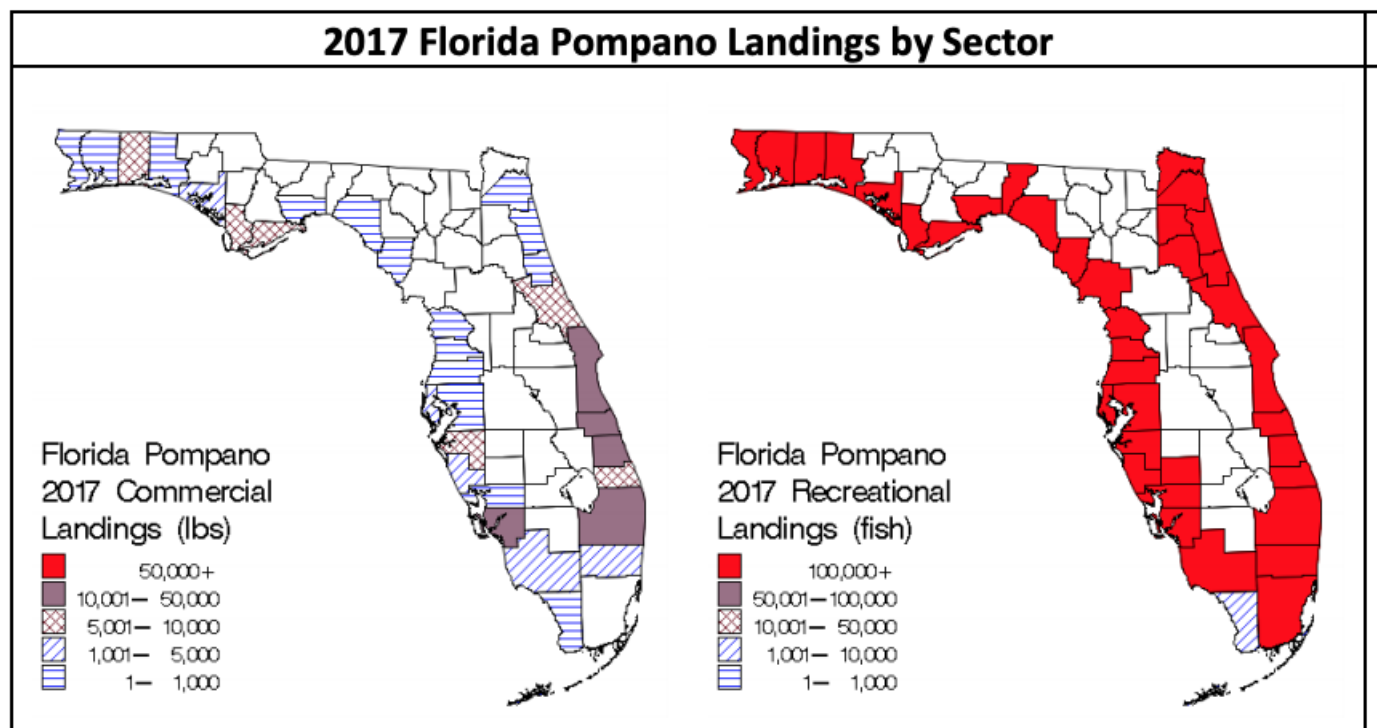 2017 Florida Pompano Landings by Sector
Florida Pompano
2017 Commercial
Landings (lbs)
50,000+
10,001— 50,000
5,001— 10,000
1,001— 5,000
1— 1,000
Florida Pompano
2017 Recreational
Landings (fish)
100,000+
50,001—100,000
10,001— 50,000
1,001— 10,000
1— 1,000